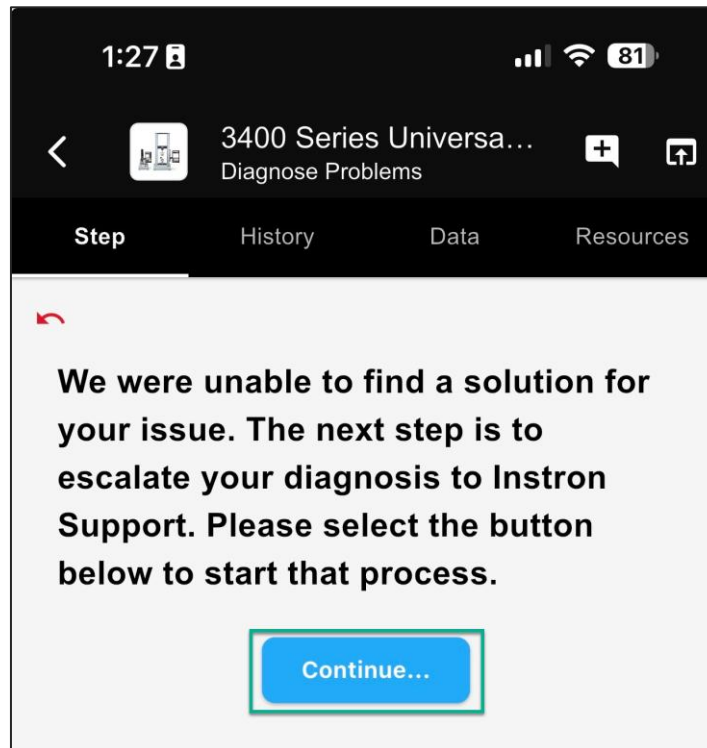 1:27
81
3400 Series Universa...
Diagnose Problems
Step History Data Resources
We were unable to find a solution for
your issue. The next step is to
escalate your diagnosis to Instron
Support. Please select the button
below to start that process.
Continue...